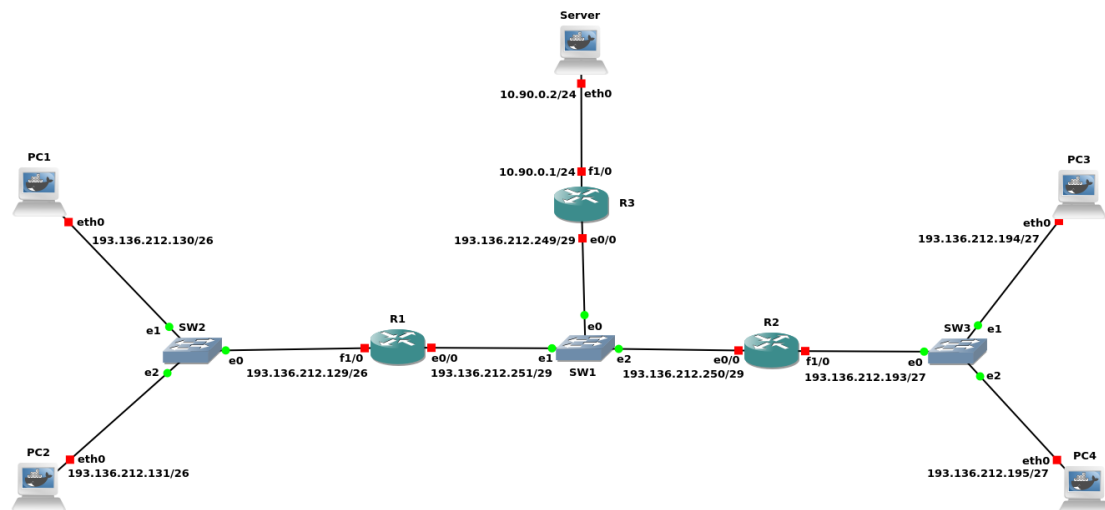 Server
10.90.0.2/24 eth0
PC1
PC3
10.90.0.1/24 f1/0
R3
eth0
eth0
193.136.212.130/26
193.136.212.249/29 e0/0
193.136.212.194/27
R1
e0
R2
SW2
SW3
e1
e1
e0
f1/0
e0/0
e1
e2
e0/0
f1/0
e0
SW1
e2
193.136.212.129/26
193.136.212.251/29
193.136.212.250/29
193.136.212.193/27
e2
PC2
eth0
193.136.212.131/26
PC4
eth0
193.136.212.195/27